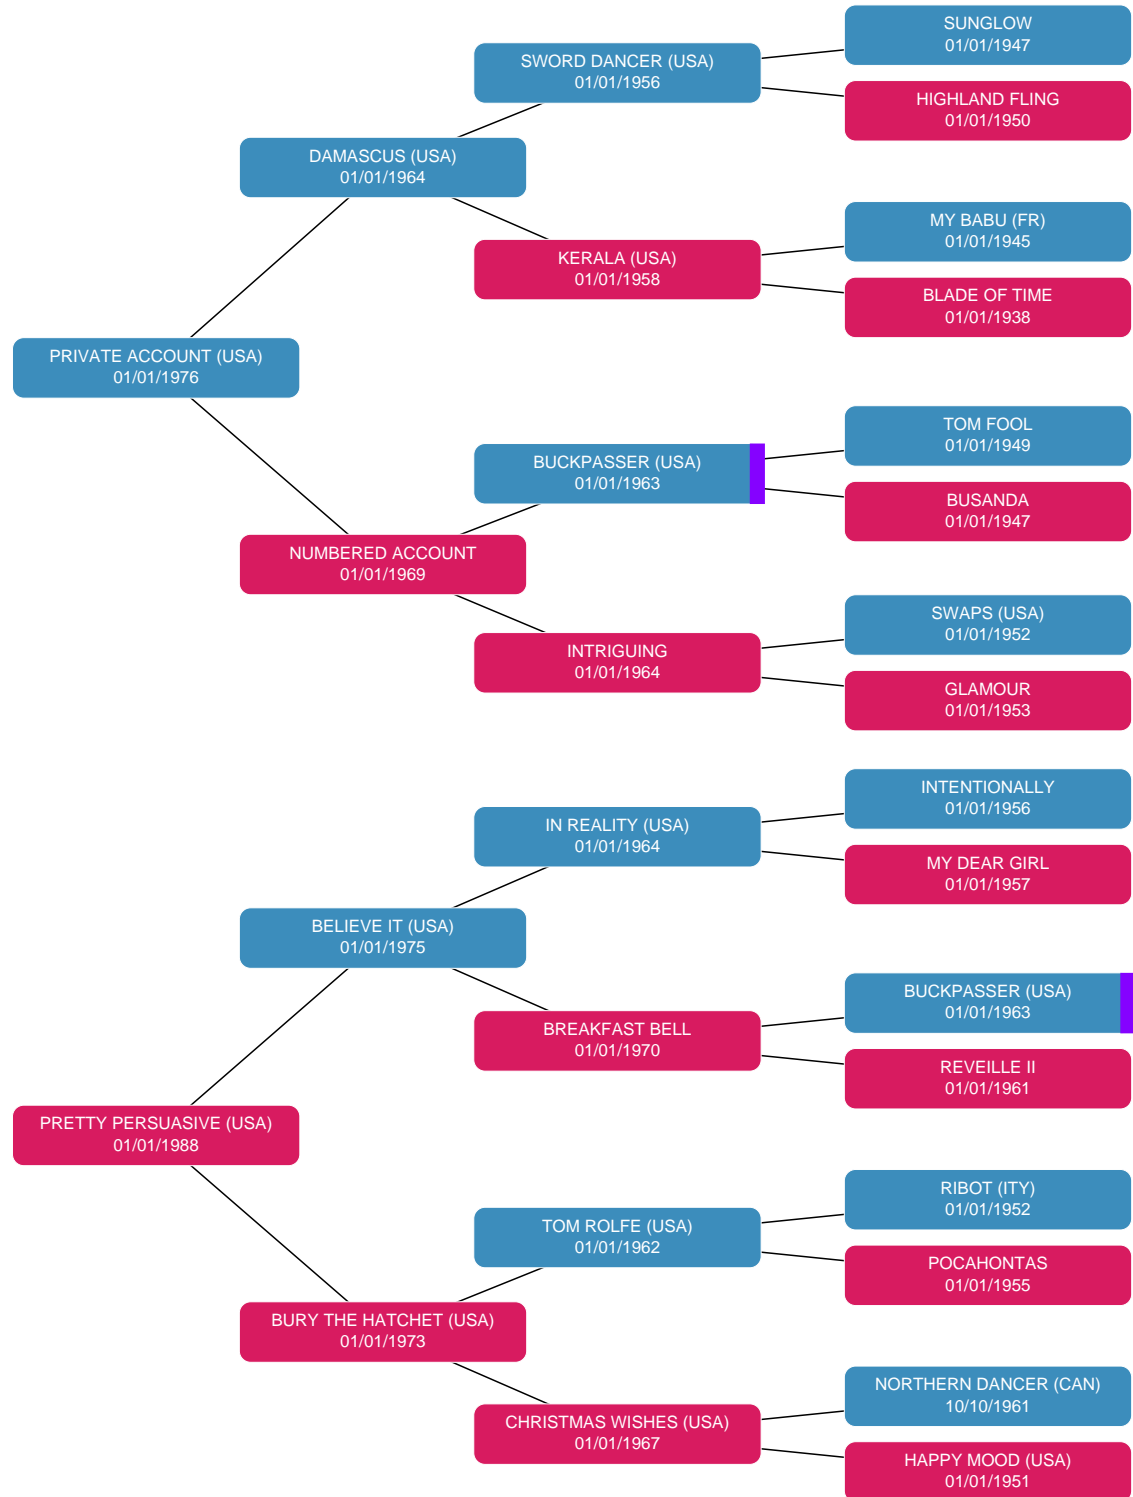 SUNGLOW
01/01/1947
SWORD DANCER (USA)
01/01/1956
HIGHLAND FLING
01/01/1950
DAMASCUS (USA)
01/01/1964
MY BABU (FR)
01/01/1945
KERALA (USA)
01/01/1958
BLADE OF TIME
01/01/1938
PRIVATE ACCOUNT (USA)
01/01/1976
TOM FOOL
01/01/1949
BUCKPASSER (USA)
01/01/1963
BUSANDA
01/01/1947
NUMBERED ACCOUNT
01/01/1969
SWAPS (USA)
01/01/1952
INTRIGUING
01/01/1964
GLAMOUR
01/01/1953
INTENTIONALLY
01/01/1956
IN REALITY (USA)
01/01/1964
MY DEAR GIRL
01/01/1957
BELIEVE IT (USA)
01/01/1975
BUCKPASSER (USA)
01/01/1963
BREAKFAST BELL
01/01/1970
REVEILLE II
01/01/1961
PRETTY PERSUASIVE (USA)
01/01/1988
RIBOT (ITY)
01/01/1952
TOM ROLFE (USA)
01/01/1962
POCAHONTAS
01/01/1955
BURY THE HATCHET (USA)
01/01/1973
NORTHERN DANCER (CAN)
10/10/1961
CHRISTMAS WISHES (USA)
01/01/1967
HAPPY MOOD (USA)
01/01/1951